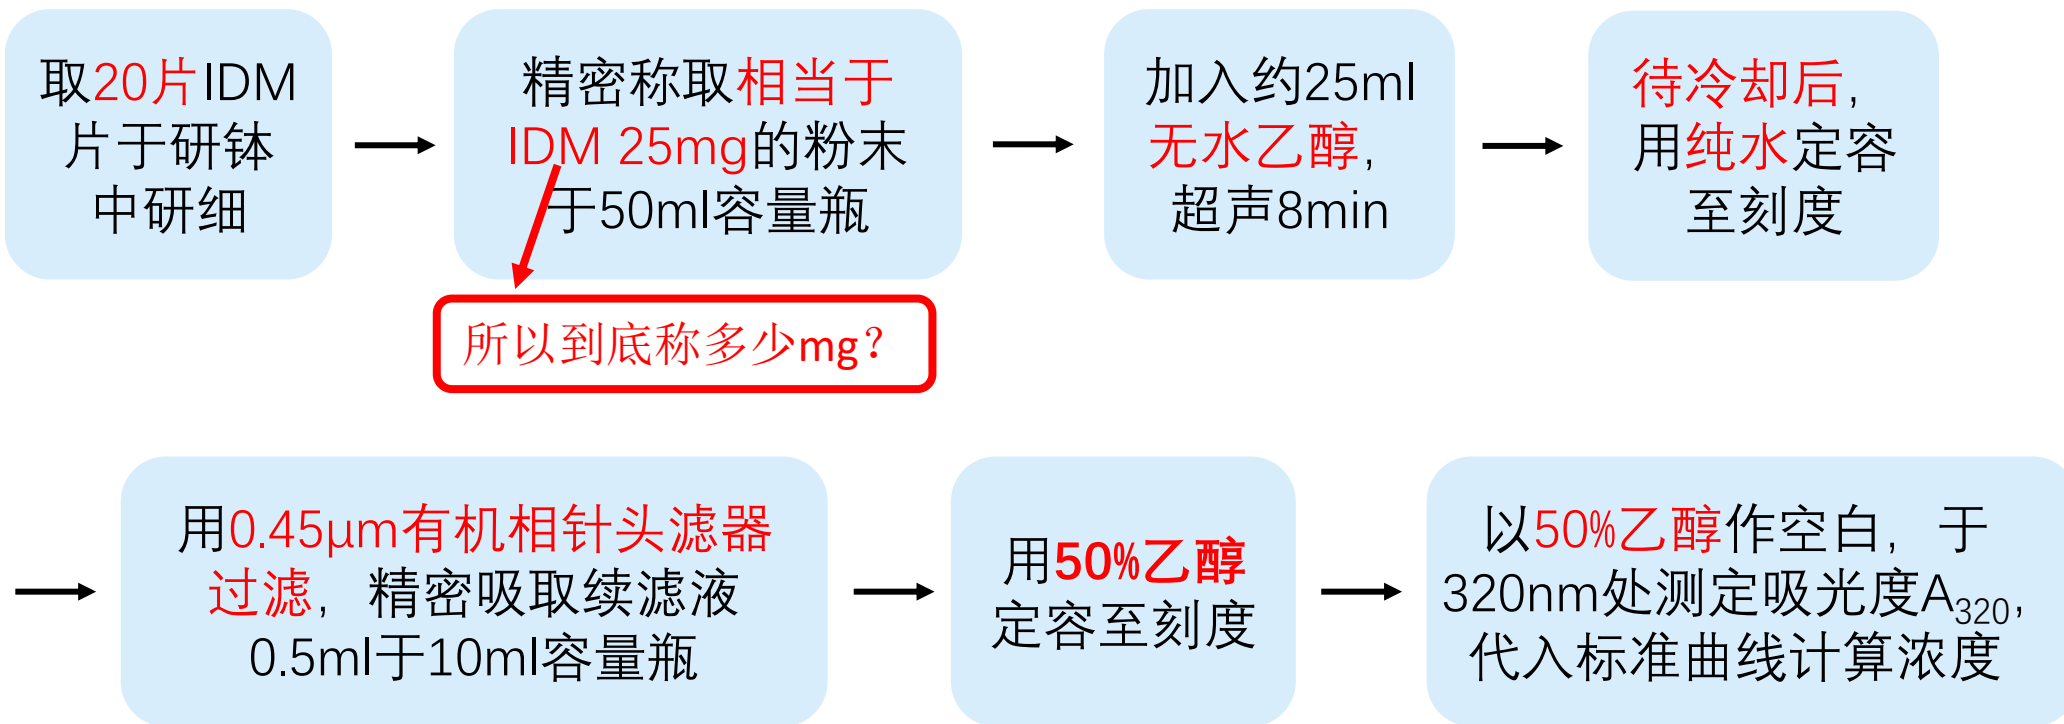 取20片IDM
片于研钵
中研细
精密称取相当于
IDM 25mg的粉末
于50ml容量瓶
加入约25ml
无水乙醇，
超声8min
待冷却后，
用纯水定容
至刻度
所以到底称多少mg？
用0.45μm有机相针头滤器
过滤，精密吸取续滤液
0.5ml于10ml容量瓶
用50%乙醇
定容至刻度
以50%乙醇作空白，于
320nm处测定吸光度A320，
代入标准曲线计算浓度